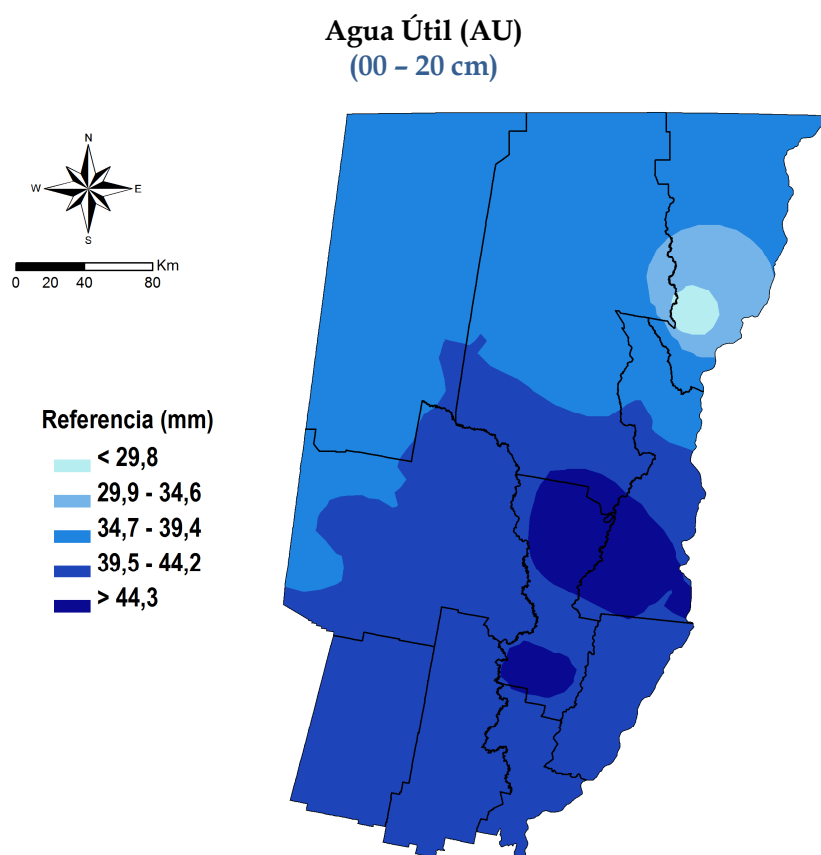 Agua Útil (AU)
(00 – 20 cm)
N
W
E
S
Km
0 20 40 80
Referencia (mm)
< 29,8
29,9 - 34,6
34,7 - 39,4
39,5 - 44,2
> 44,3